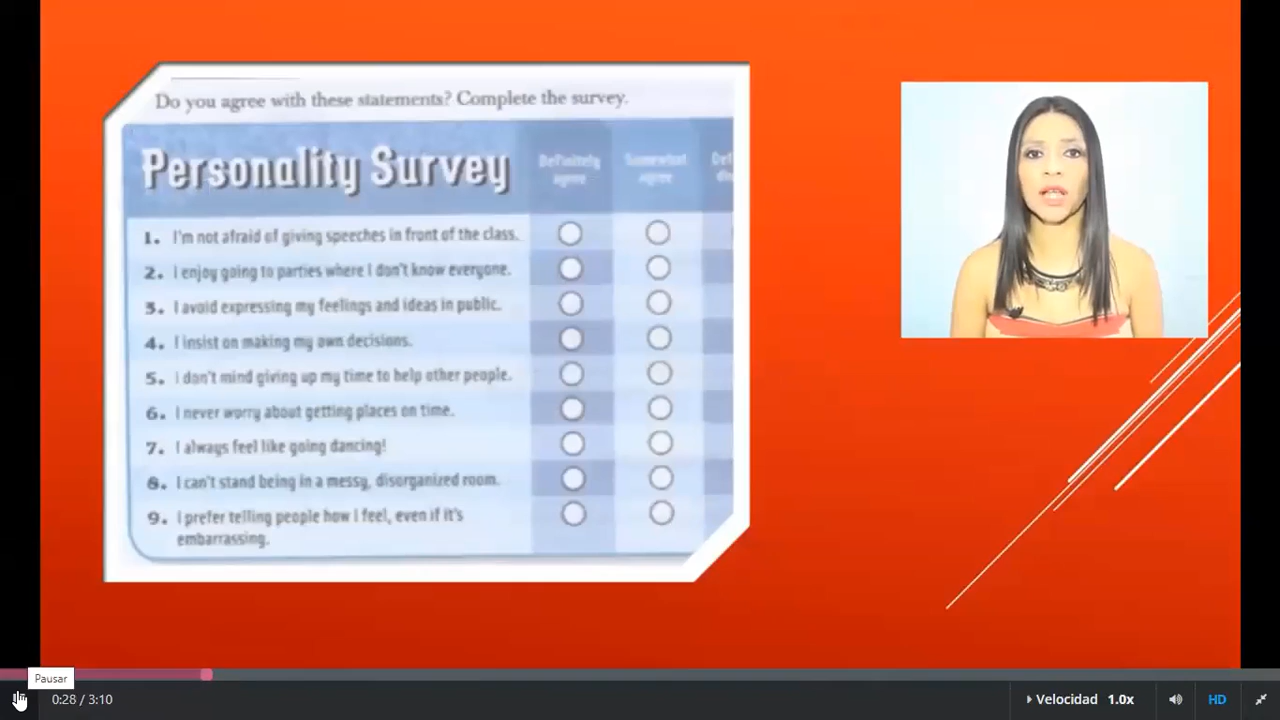 Do you agree with these statements? Complete the survey.
Personality Survey
Definitely agree
Somewhat agree
1. I'm not afraid of giving speeches in front of the class.
2. I enjoy going to parties where I don't know everyone.
3. I avoid expressing my feelings and ideas in public.
4. I insist on making my own decisions.
5. I don't mind giving up my time to help other people.
6. I never worry about getting places on time.
7. I always feel like going dancing!
8. I can't stand being in a messy, disorganized room.
9. I prefer telling people how I feel, even if it's
embarrassing.
Pausar
0:28 / 3:10
Velocidad 1.0x
HD